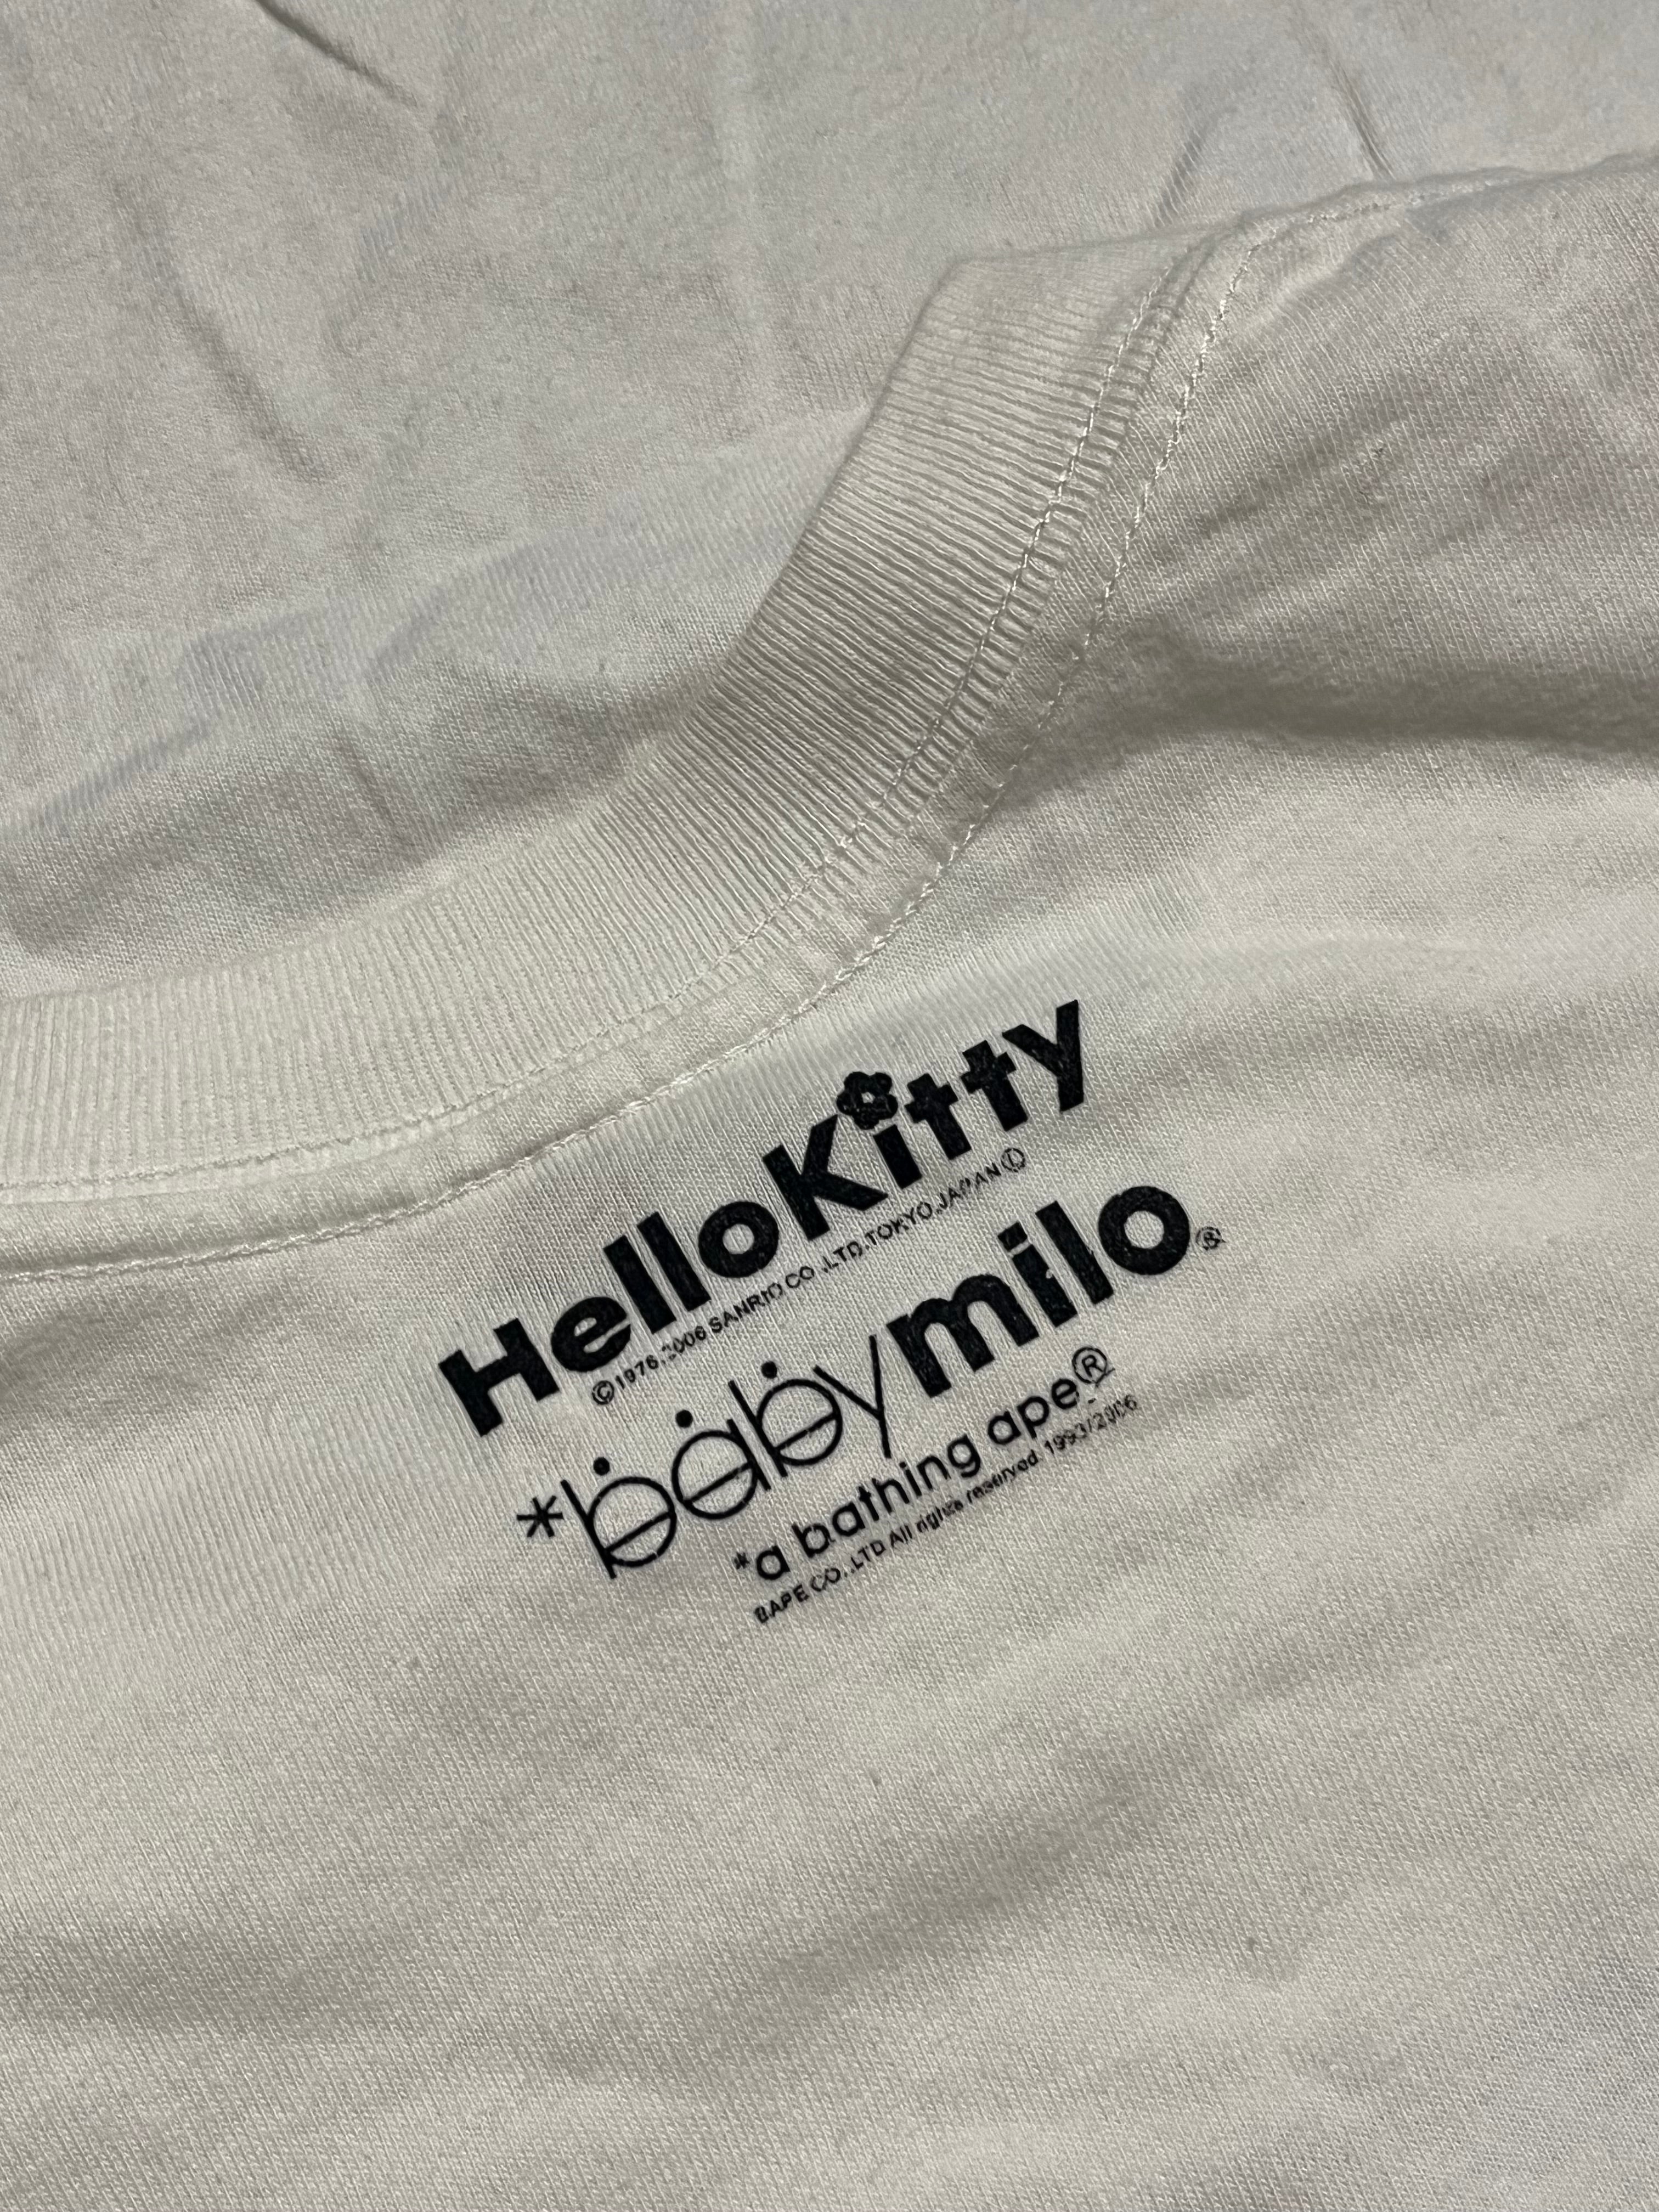 HelloKitty
©1976,2006 SANRIO CO.,LTD.TOKYO,JAPAN Ⓛ
*babymilo®
*a bathing ape®
BAPE CO.,LTD All rights reserved 1993/2006